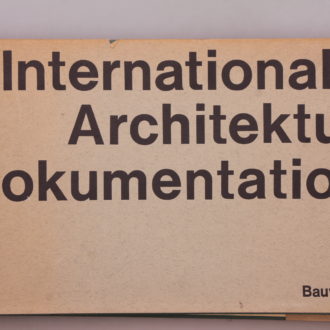 International
Architektu
okumentatio
Bau